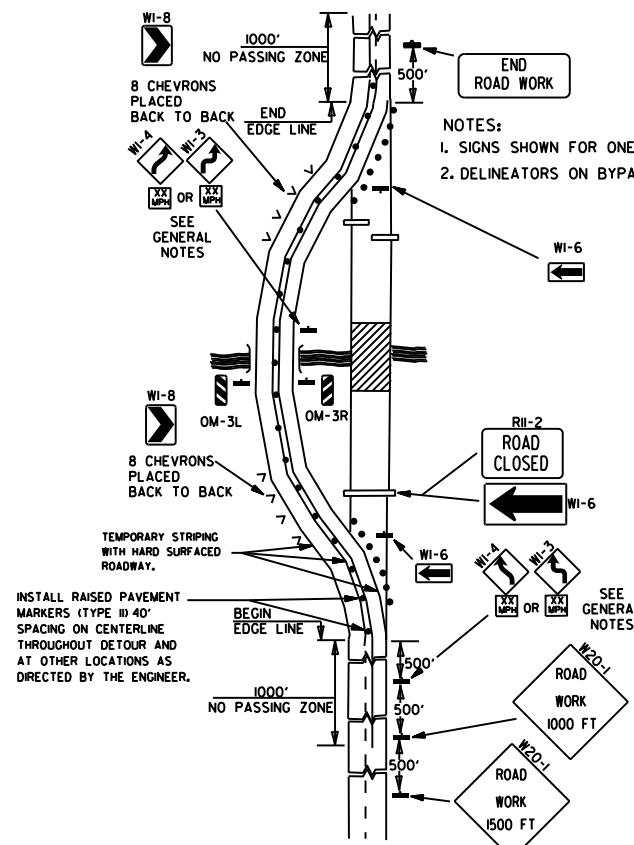 W1-8
1000'
NO PASSING ZONE
500'
END
ROAD WORK
8 CHEVRONS
PLACED
BACK TO BACK
END
EDGE LINE
NOTES:
1. SIGNS SHOWN FOR ONE
2. DELINEATORS ON BYPA
W1-4
W1-3
XX
MPH
OR
XX
MPH
SEE
GENERAL
NOTES
W1-6
W1-8
OM-3L
OM-3R
R11-2
ROAD
CLOSED
W1-6
8 CHEVRONS
PLACED
BACK TO BACK
TEMPORARY STRIPING
WITH HARD SURFACED
ROADWAY.
W1-6
W1-4
W1-3
XX
MPH
OR
XX
MPH
SEE
GENERA
NOTES
INSTALL RAISED PAVEMENT
MARKERS (TYPE II) 40'
SPACING ON CENTERLINE
THROUGHOUT DETOUR AND
AT OTHER LOCATIONS AS
DIRECTED BY THE ENGINEER.
BEGIN
EDGE LINE
1000'
NO PASSING ZONE
500'
500'
500'
W20-1
ROAD
WORK
1000 FT
W20-1
ROAD
WORK
1500 FT